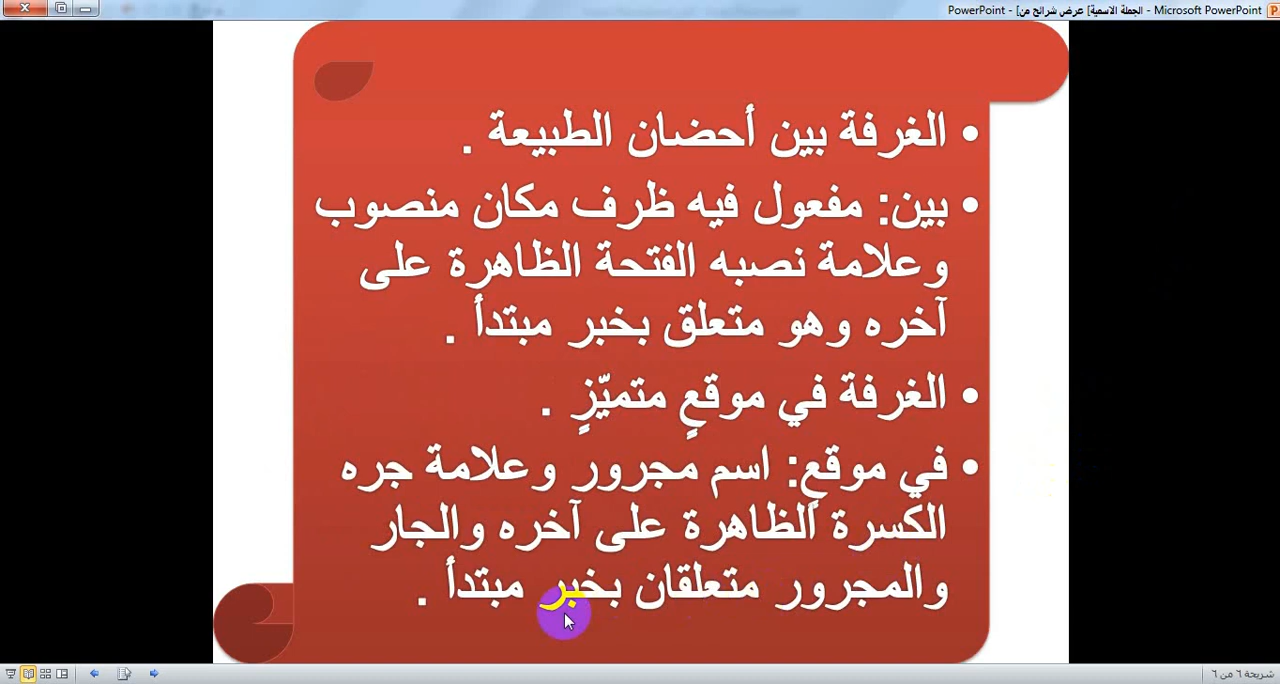 الجملة الاسمية] عرض شرائح من] - Microsoft PowerPoint - PowerPoint
• الغرفة بين أحضان الطبيعة .
• بين: مفعول فيه ظرف مكان منصوب
وعلامة نصبه الفتحة الظاهرة على
آخره وهو متعلق بخبر مبتدأ .
• الغرفة في موقعٍ متميّزٍ .
• في موقعٍ: اسم مجرور وعلامة جره
الكسرة الظاهرة على آخره والجار
والمجرور متعلقان بخبر مبتدأ .
شريحة ٦ من ٦